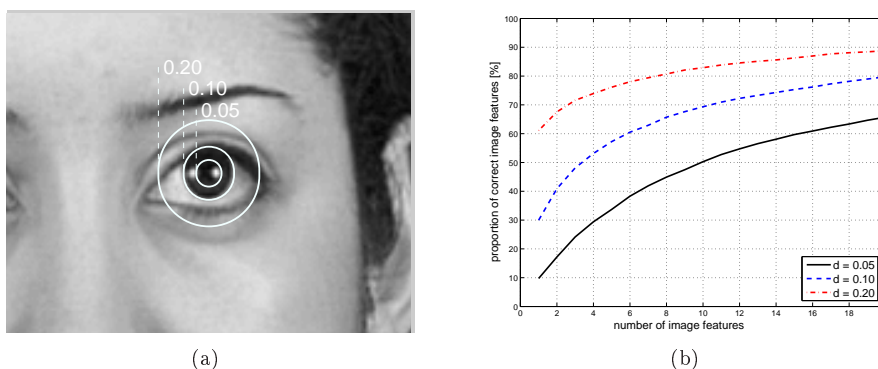 0.20
0.10
0.05
(a)
proportion of correct image features [%]
100
90
80
70
60
50
40
30
20
10
0
0 2 4 6 8 10 12 14 16 18
number of image features
d = 0.05
d = 0.10
d = 0.20
(b)